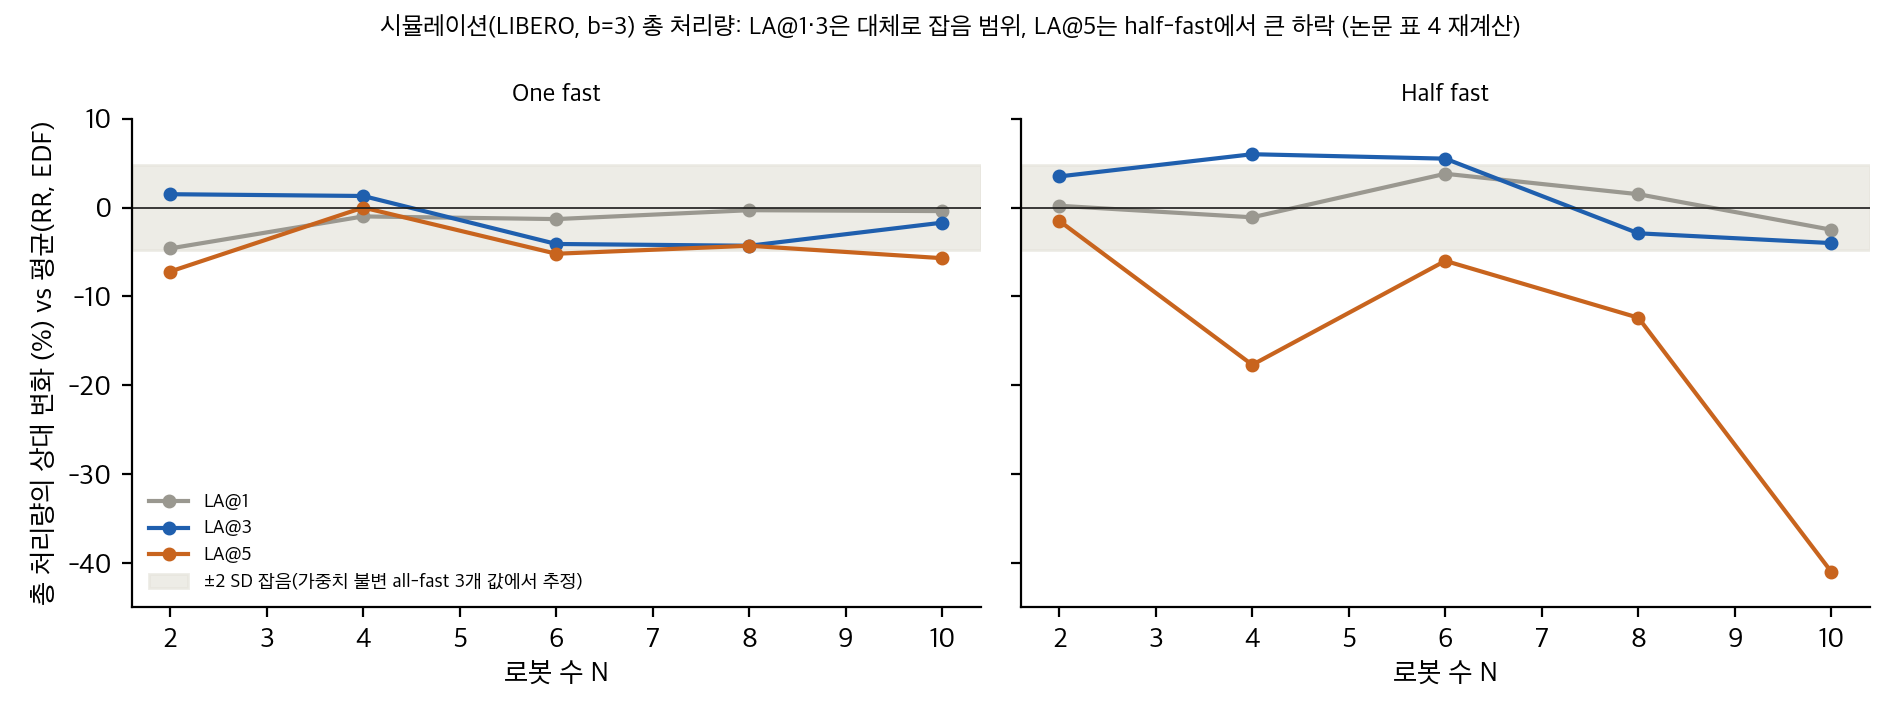 시뮬레이션(LIBERO, b=3) 총 처리량: LA@1·3은 대체로 잡음 범위, LA@5는 half-fast에서 큰 하락 (논문 표 4 재계산)
One fast
Half fast
총 처리량의 상대 변화 (%) vs 평균(RR, EDF)
10
0
-10
-20
-30
-40
LA@1
LA@3
LA@5
±2 SD 잡음(가중치 불변 all-fast 3개 값에서 추정)
2 3 4 5 6 7 8 9 10
2 3 4 5 6 7 8 9 10
로봇 수 N
로봇 수 N